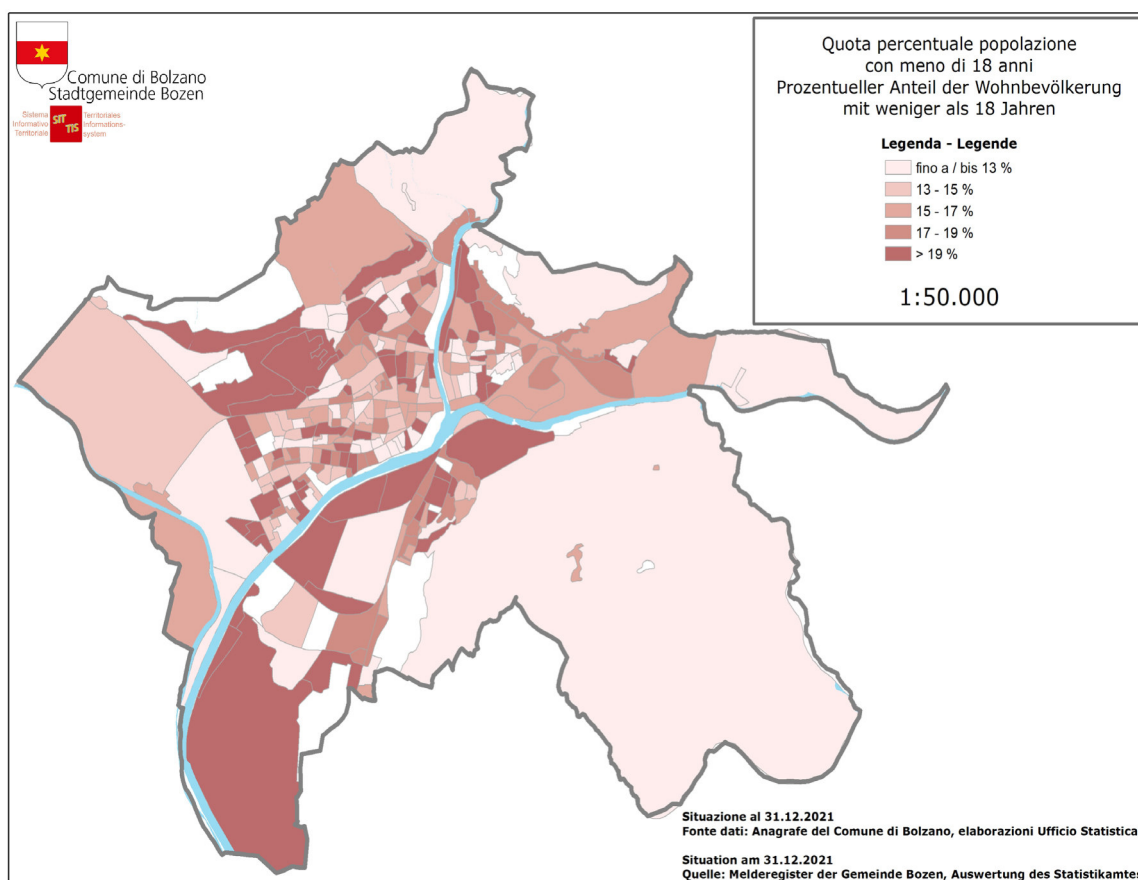 Comune di Bolzano
Stadtgemeinde Bozen
Sistema
Informativo
Territoriale
SIT
TIS
Territoriales
Informations-
system
Quota percentuale popolazione
con meno di 18 anni
Prozentueller Anteil der Wohnbevölkerung
mit weniger als 18 Jahren
Legenda - Legende
fino a / bis 13 %
13 - 15 %
15 - 17 %
17 - 19 %
> 19 %
1:50.000
Situazione al 31.12.2021
Fonte dati: Anagrafe del Comune di Bolzano, elaborazioni Ufficio Statistica
Situation am 31.12.2021
Quelle: Melderegister der Gemeinde Bozen, Auswertung des Statistikamtes